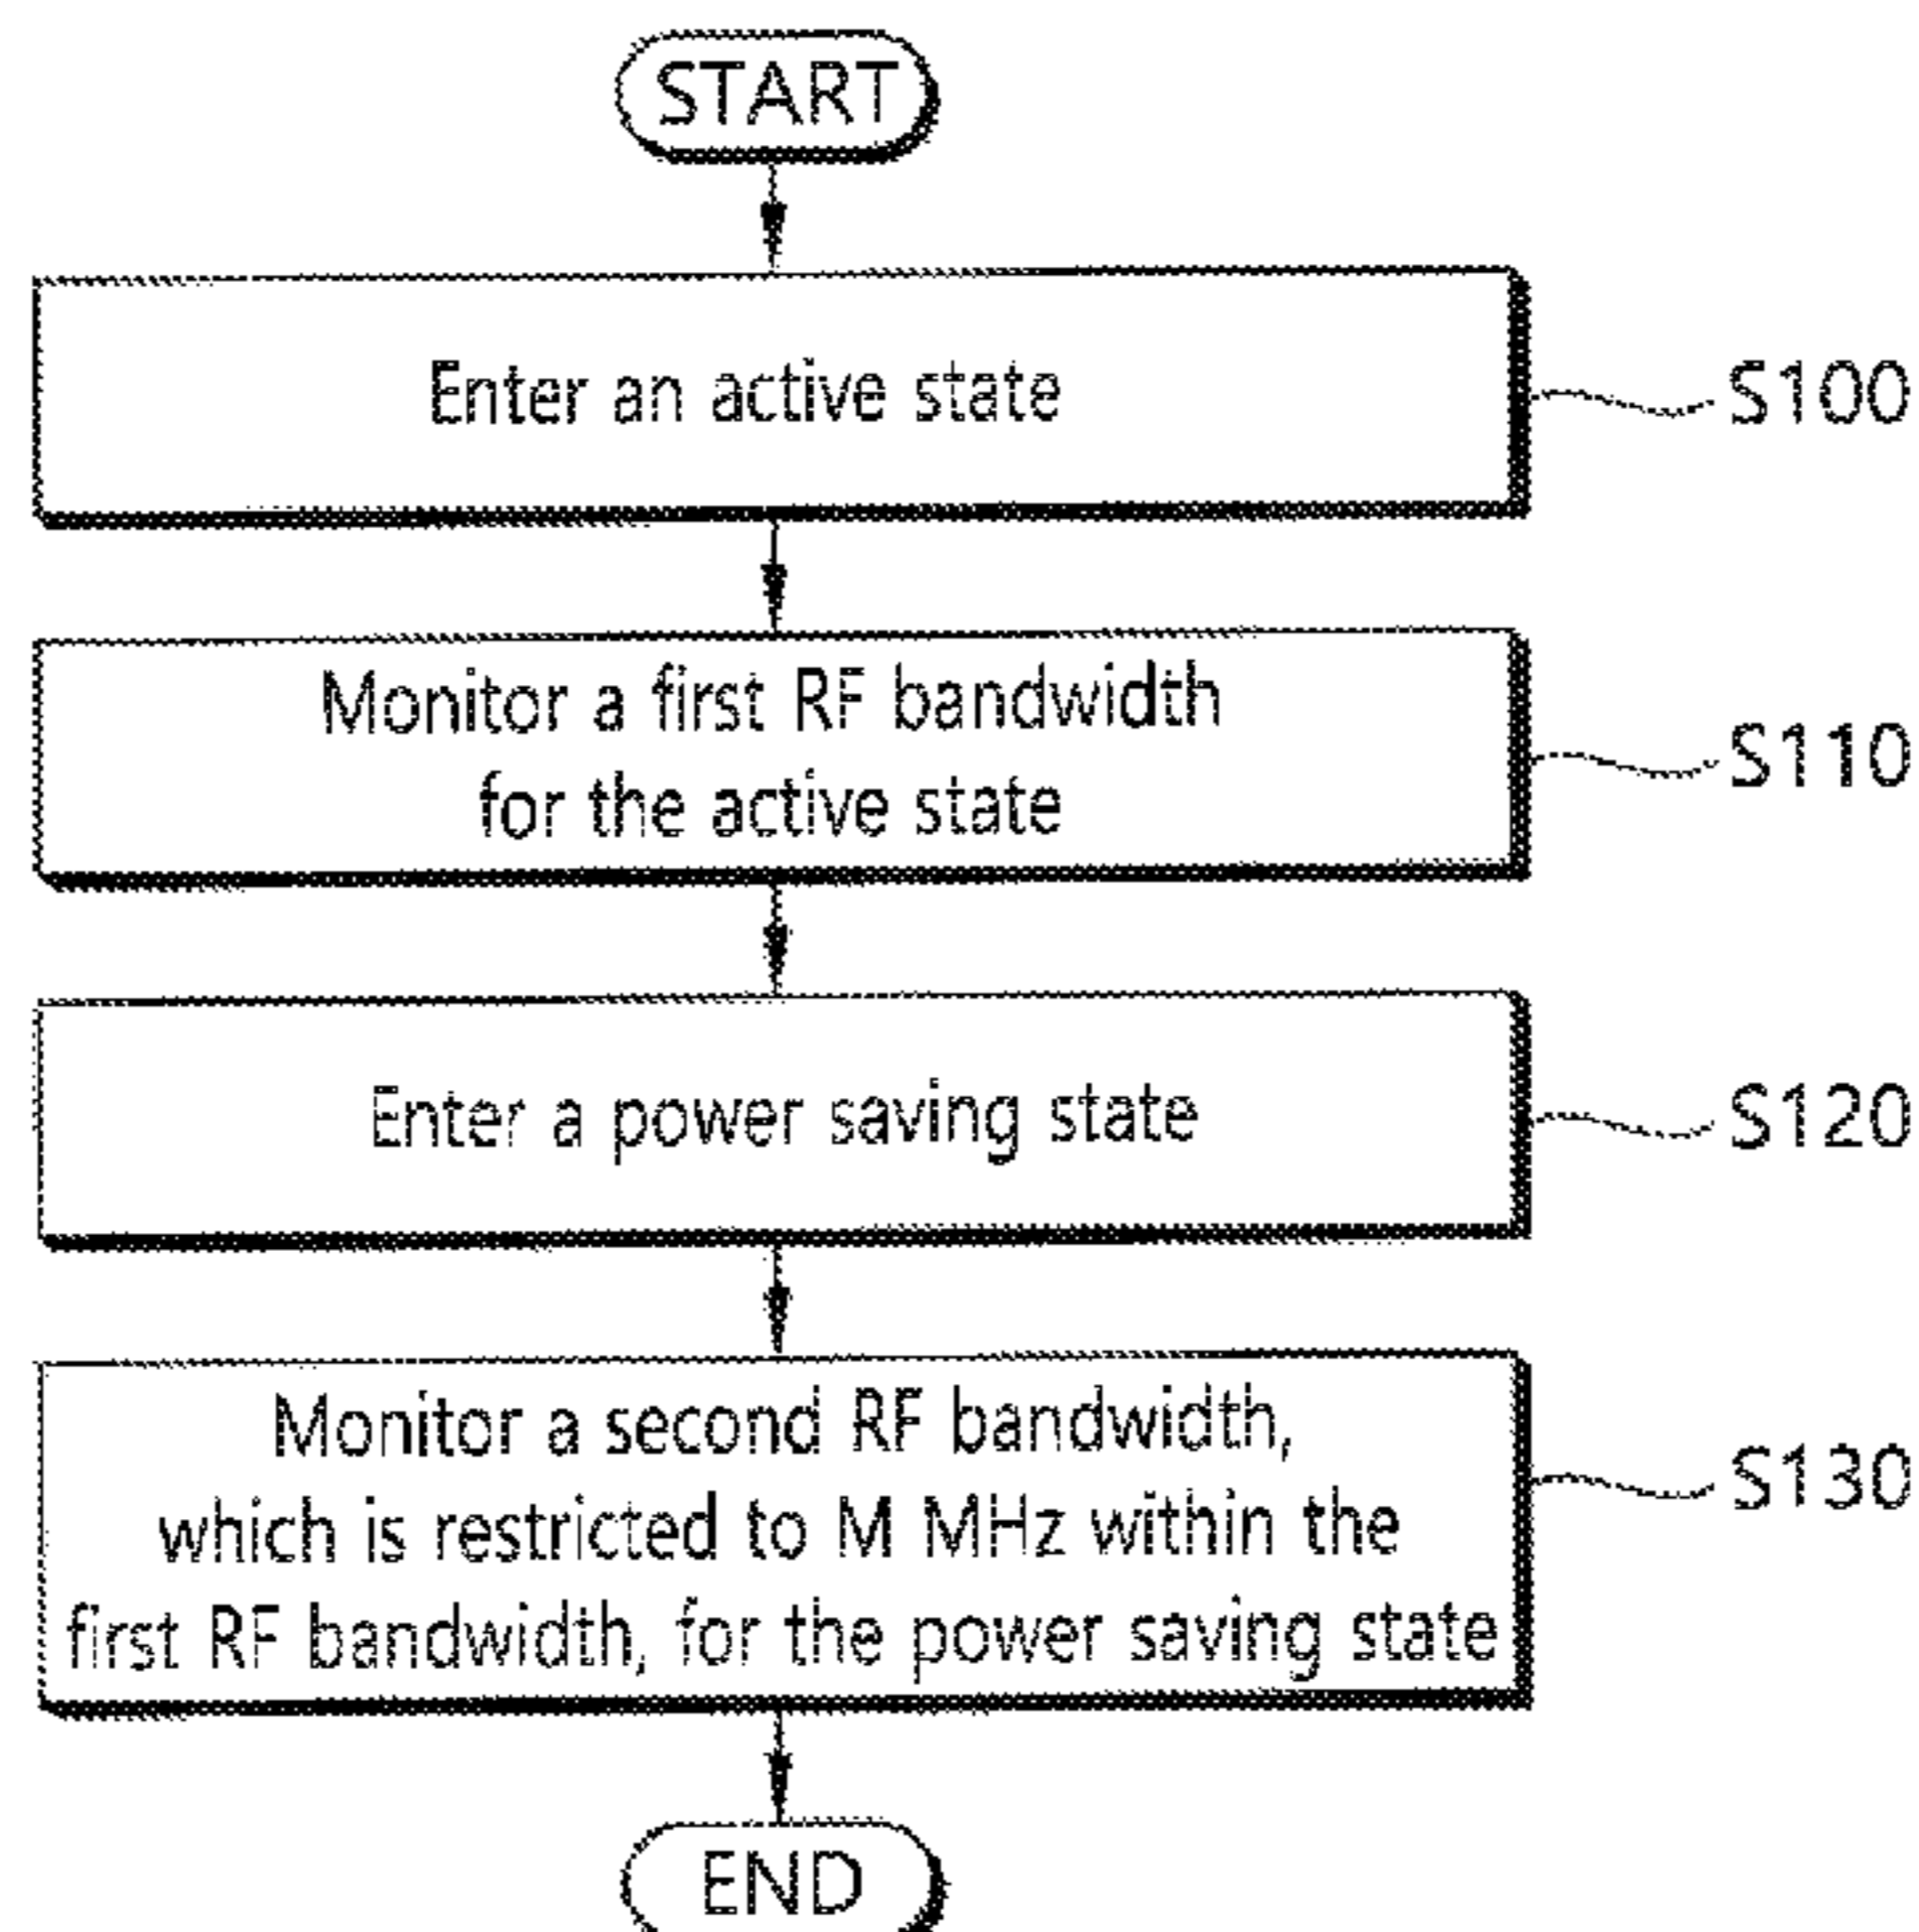 START
Enter an active state
S100
Monitor a first RF bandwidth
for the active state
S110
Enter a power saving state
S120
Monitor a second RF bandwidth,
which is restricted to M MHz within the
first RF bandwidth, for the power saving state
S130
END